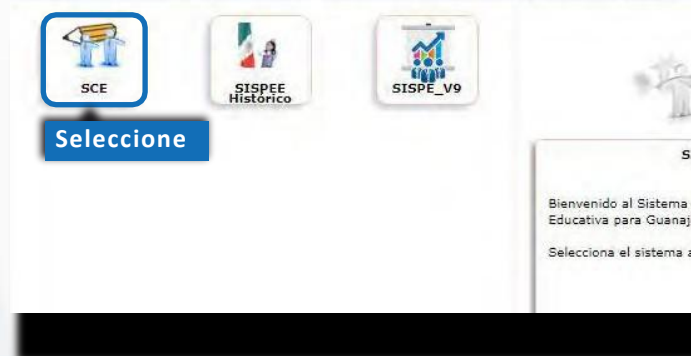 SCE
SISPEE
Histórico
SISPE_V9
Seleccione
Bienvenido al Sistema
Educativa para Guanaj
Selecciona el sistema a